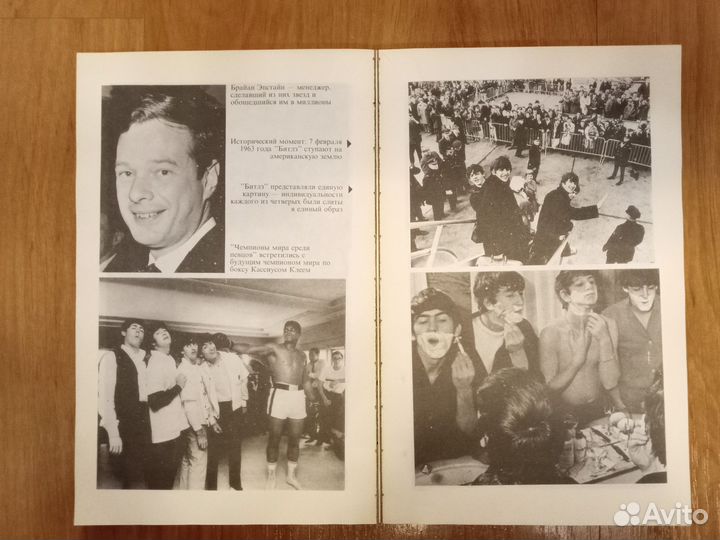 Брайан Эпстайн — менеджер,
сделавший из них звезд и
обошедшийся им в миллионы
Исторический момент: 7 февраля
1963 года "Битлз" ступают на
американскую землю
"Битлз" представляли единую
картину — индивидуальности
каждого из четверых были слиты
в единый образ
"Чемпионы мира среди
певцов" встретились с
будущим чемпионом мира по
боксу Кассиусом Клеем
Avito